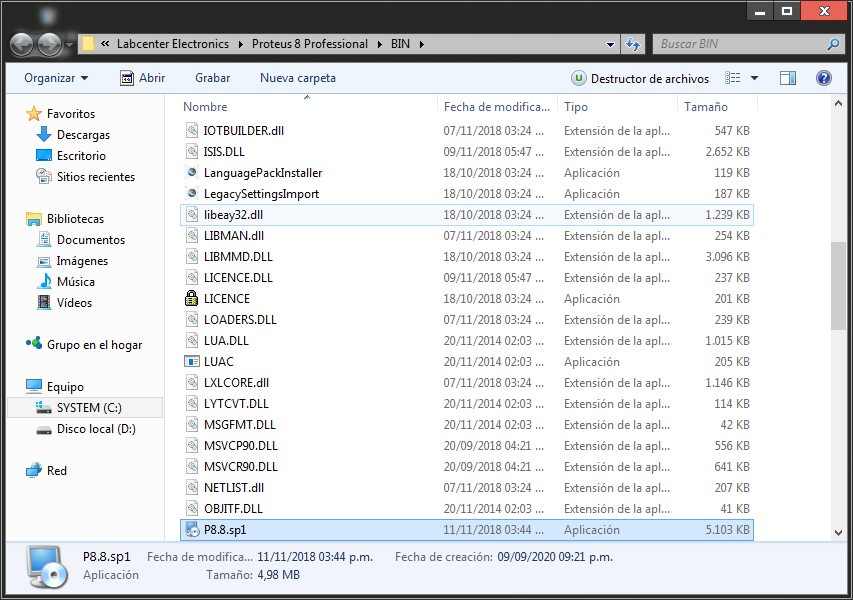 « Labcenter Electronics Proteus 8 Professional BIN
Buscar BIN
Organizar Abrir Grabar Nueva carpeta Destructor de archivos
Nombre Fecha de modifica... Tipo Tamaño
Favoritos
Descargas
Escritorio
Sitios recientes
Bibliotecas
Documentos
Imágenes
Música
Vídeos
Grupo en el hogar
Equipo
SYSTEM (C:)
Disco local (D:)
Red
IOTBUILDER.dll 07/11/2018 03:24 ... Extensión de la apl... 547 KB
ISIS.DLL 09/11/2018 05:47 ... Extensión de la apl... 2.652 KB
LanguagePackInstaller 18/10/2018 03:24 ... Aplicación 119 KB
LegacySettingsImport 18/10/2018 03:24 ... Aplicación 187 KB
libeay32.dll 18/10/2018 03:24 ... Extensión de la apl... 1.239 KB
LIBMAN.dll 07/11/2018 03:24 ... Extensión de la apl... 254 KB
LIBMMD.DLL 18/10/2018 03:24 ... Extensión de la apl... 3.096 KB
LICENCE.DLL 09/11/2018 05:47 ... Extensión de la apl... 237 KB
LICENCE 18/10/2018 03:24 ... Aplicación 201 KB
LOADERS.DLL 07/11/2018 03:24 ... Extensión de la apl... 239 KB
LUA.DLL 20/11/2014 02:03 ... Extensión de la apl... 1.015 KB
LUAC 20/11/2014 02:03 ... Aplicación 205 KB
LXLCORE.dll 07/11/2018 03:24 ... Extensión de la apl... 1.146 KB
LYTCVT.DLL 20/11/2014 02:03 ... Extensión de la apl... 114 KB
MSGFMT.DLL 20/11/2014 02:03 ... Extensión de la apl... 42 KB
MSVCP90.DLL 20/09/2018 04:21 ... Extensión de la apl... 556 KB
MSVCR90.DLL 20/09/2018 04:21 ... Extensión de la apl... 641 KB
NETLIST.dll 07/11/2018 03:24 ... Extensión de la apl... 207 KB
OBJITF.DLL 20/11/2014 02:03 ... Extensión de la apl... 41 KB
P8.8.sp1 11/11/2018 03:44 ... Aplicación 5.103 KB
P8.8.sp1 Fecha de modifica... 11/11/2018 03:44 p.m. Fecha de creación: 09/09/2020 09:21 p.m.
Aplicación Tamaño: 4,98 MB